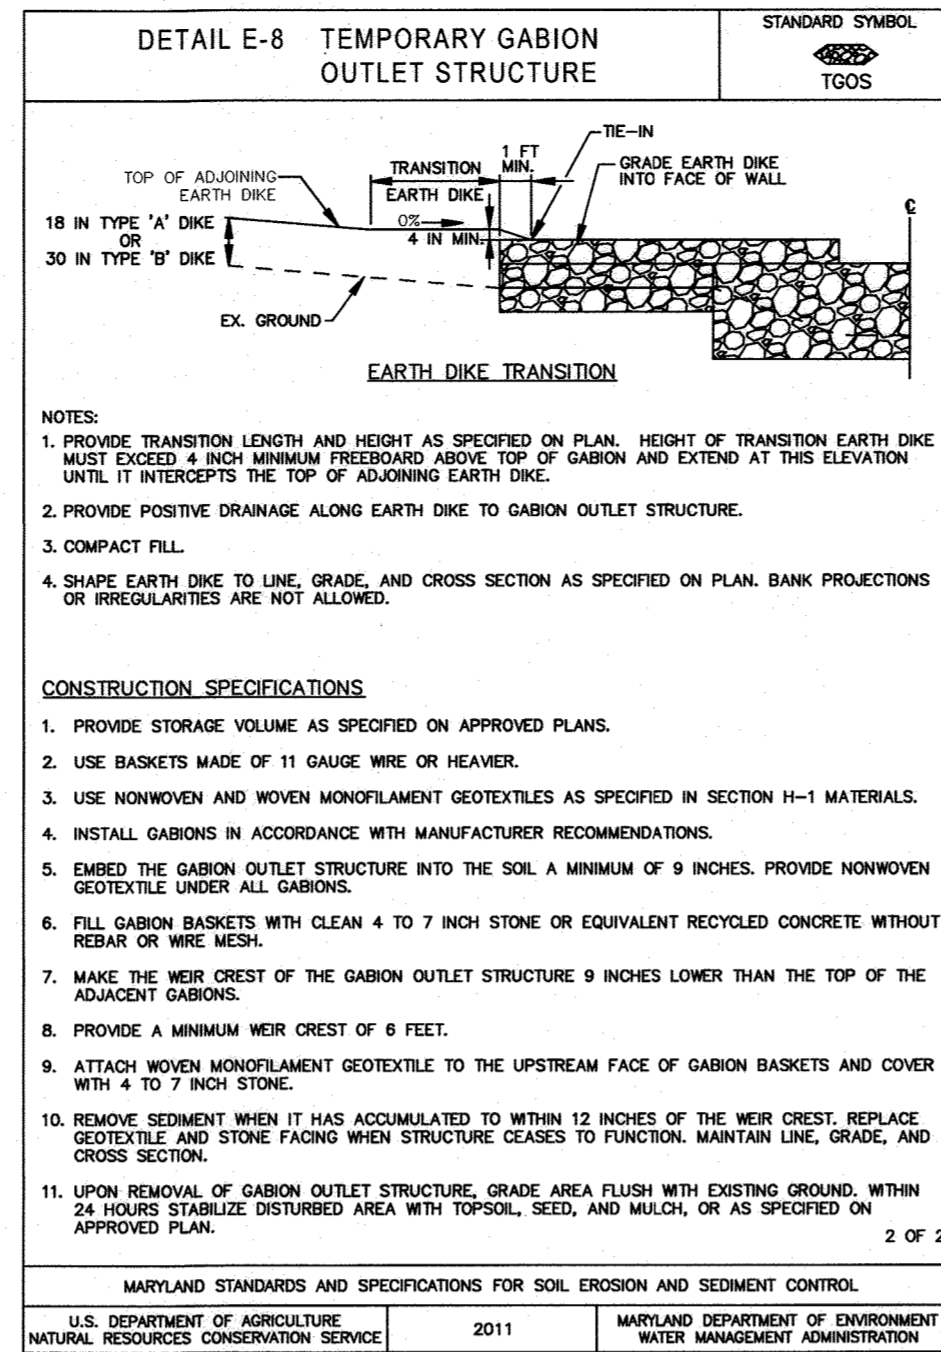 DETAIL E-8 TEMPORARY GABION
OUTLET STRUCTURE
STANDARD SYMBOL
TGOS
TIE-IN
1 FT
MIN.
TRANSITION
GRADE EARTH DIKE
INTO FACE OF WALL
TOP OF ADJOINING
EARTH DIKE
EARTH DIKE
18 IN TYPE 'A' DIKE
OR
30 IN TYPE 'B' DIKE
0%
4 IN MIN.
℄
EX. GROUND
EARTH DIKE TRANSITION
NOTES:
1. PROVIDE TRANSITION LENGTH AND HEIGHT AS SPECIFIED ON PLAN. HEIGHT OF TRANSITION EARTH DIKE
MUST EXCEED 4 INCH MINIMUM FREEBOARD ABOVE TOP OF GABION AND EXTEND AT THIS ELEVATION
UNTIL IT INTERCEPTS THE TOP OF ADJOINING EARTH DIKE.
2. PROVIDE POSITIVE DRAINAGE ALONG EARTH DIKE TO GABION OUTLET STRUCTURE.
3. COMPACT FILL.
4. SHAPE EARTH DIKE TO LINE, GRADE, AND CROSS SECTION AS SPECIFIED ON PLAN. BANK PROJECTIONS
OR IRREGULARITIES ARE NOT ALLOWED.
CONSTRUCTION SPECIFICATIONS
1. PROVIDE STORAGE VOLUME AS SPECIFIED ON APPROVED PLANS.
2. USE BASKETS MADE OF 11 GAUGE WIRE OR HEAVIER.
3. USE NONWOVEN AND WOVEN MONOFILAMENT GEOTEXTILES AS SPECIFIED IN SECTION H-1 MATERIALS.
4. INSTALL GABIONS IN ACCORDANCE WITH MANUFACTURER RECOMMENDATIONS.
5. EMBED THE GABION OUTLET STRUCTURE INTO THE SOIL A MINIMUM OF 9 INCHES. PROVIDE NONWOVEN
GEOTEXTILE UNDER ALL GABIONS.
6. FILL GABION BASKETS WITH CLEAN 4 TO 7 INCH STONE OR EQUIVALENT RECYCLED CONCRETE WITHOUT
REBAR OR WIRE MESH.
7. MAKE THE WEIR CREST OF THE GABION OUTLET STRUCTURE 9 INCHES LOWER THAN THE TOP OF THE
ADJACENT GABIONS.
8. PROVIDE A MINIMUM WEIR CREST OF 6 FEET.
9. ATTACH WOVEN MONOFILAMENT GEOTEXTILE TO THE UPSTREAM FACE OF GABION BASKETS AND COVER
WITH 4 TO 7 INCH STONE.
10. REMOVE SEDIMENT WHEN IT HAS ACCUMULATED TO WITHIN 12 INCHES OF THE WEIR CREST. REPLACE
GEOTEXTILE AND STONE FACING WHEN STRUCTURE CEASES TO FUNCTION. MAINTAIN LINE, GRADE, AND
CROSS SECTION.
11. UPON REMOVAL OF GABION OUTLET STRUCTURE, GRADE AREA FLUSH WITH EXISTING GROUND. WITHIN
24 HOURS STABILIZE DISTURBED AREA WITH TOPSOIL, SEED, AND MULCH, OR AS SPECIFIED ON
APPROVED PLAN.
2 OF 2
MARYLAND STANDARDS AND SPECIFICATIONS FOR SOIL EROSION AND SEDIMENT CONTROL
U.S. DEPARTMENT OF AGRICULTURE
NATURAL RESOURCES CONSERVATION SERVICE
2011
MARYLAND DEPARTMENT OF ENVIRONMENT
WATER MANAGEMENT ADMINISTRATION